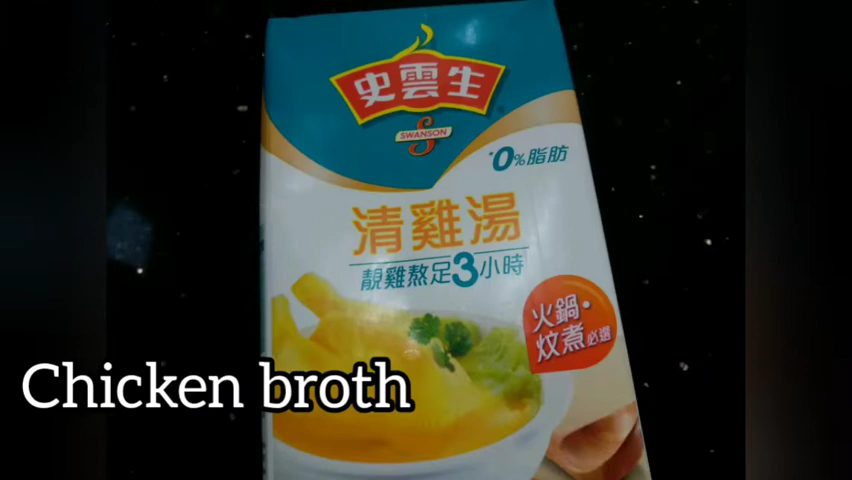 史雲生
SWANSON
*0%脂肪
清雞湯
靚雞熬足3小時
火鍋·
炆煮必選
Chicken broth